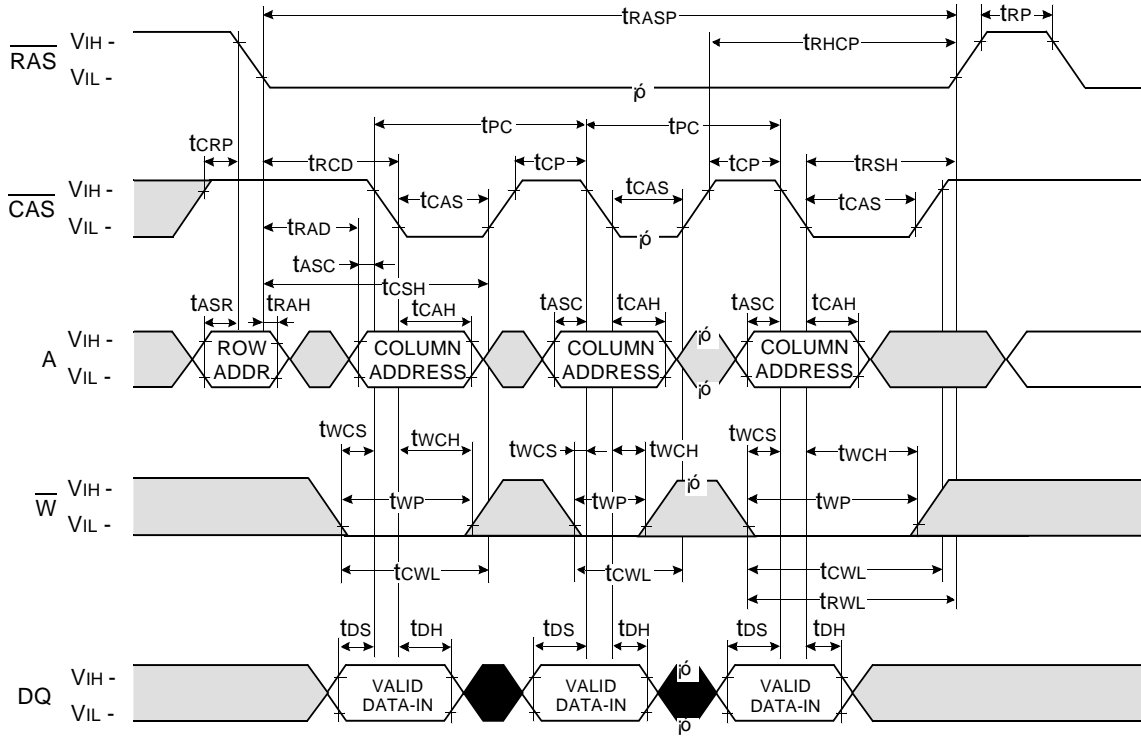 tRASP
tRP
VIH -
tRHCP
RAS
VIL -
¡ó
tPC
tPC
tCRP
tRCD
tCP
tCP
tRSH
VIH -
tCAS
tCAS
CAS
tCAS
VIL -
tRAD
¡ó
tASC
tCSH
tASR
tRAH
tCAH
tASC
tCAH
tASC
tCAH
VIH -
¡ó
A
ROW
ADDR
COLUMN
ADDRESS
COLUMN
ADDRESS
COLUMN
ADDRESS
VIL -
¡ó
tWCS
tWCH
tWCS
tWCH
tWCS
tWCH
VIH -
¡ó
W
tWP
tWP
tWP
VIL -
tCWL
tCWL
tCWL
tRWL
tDS
tDH
tDS
tDH
tDS
tDH
VIH -
¡ó
DQ
VALID
DATA-IN
VALID
DATA-IN
VALID
DATA-IN
VIL -
¡ó